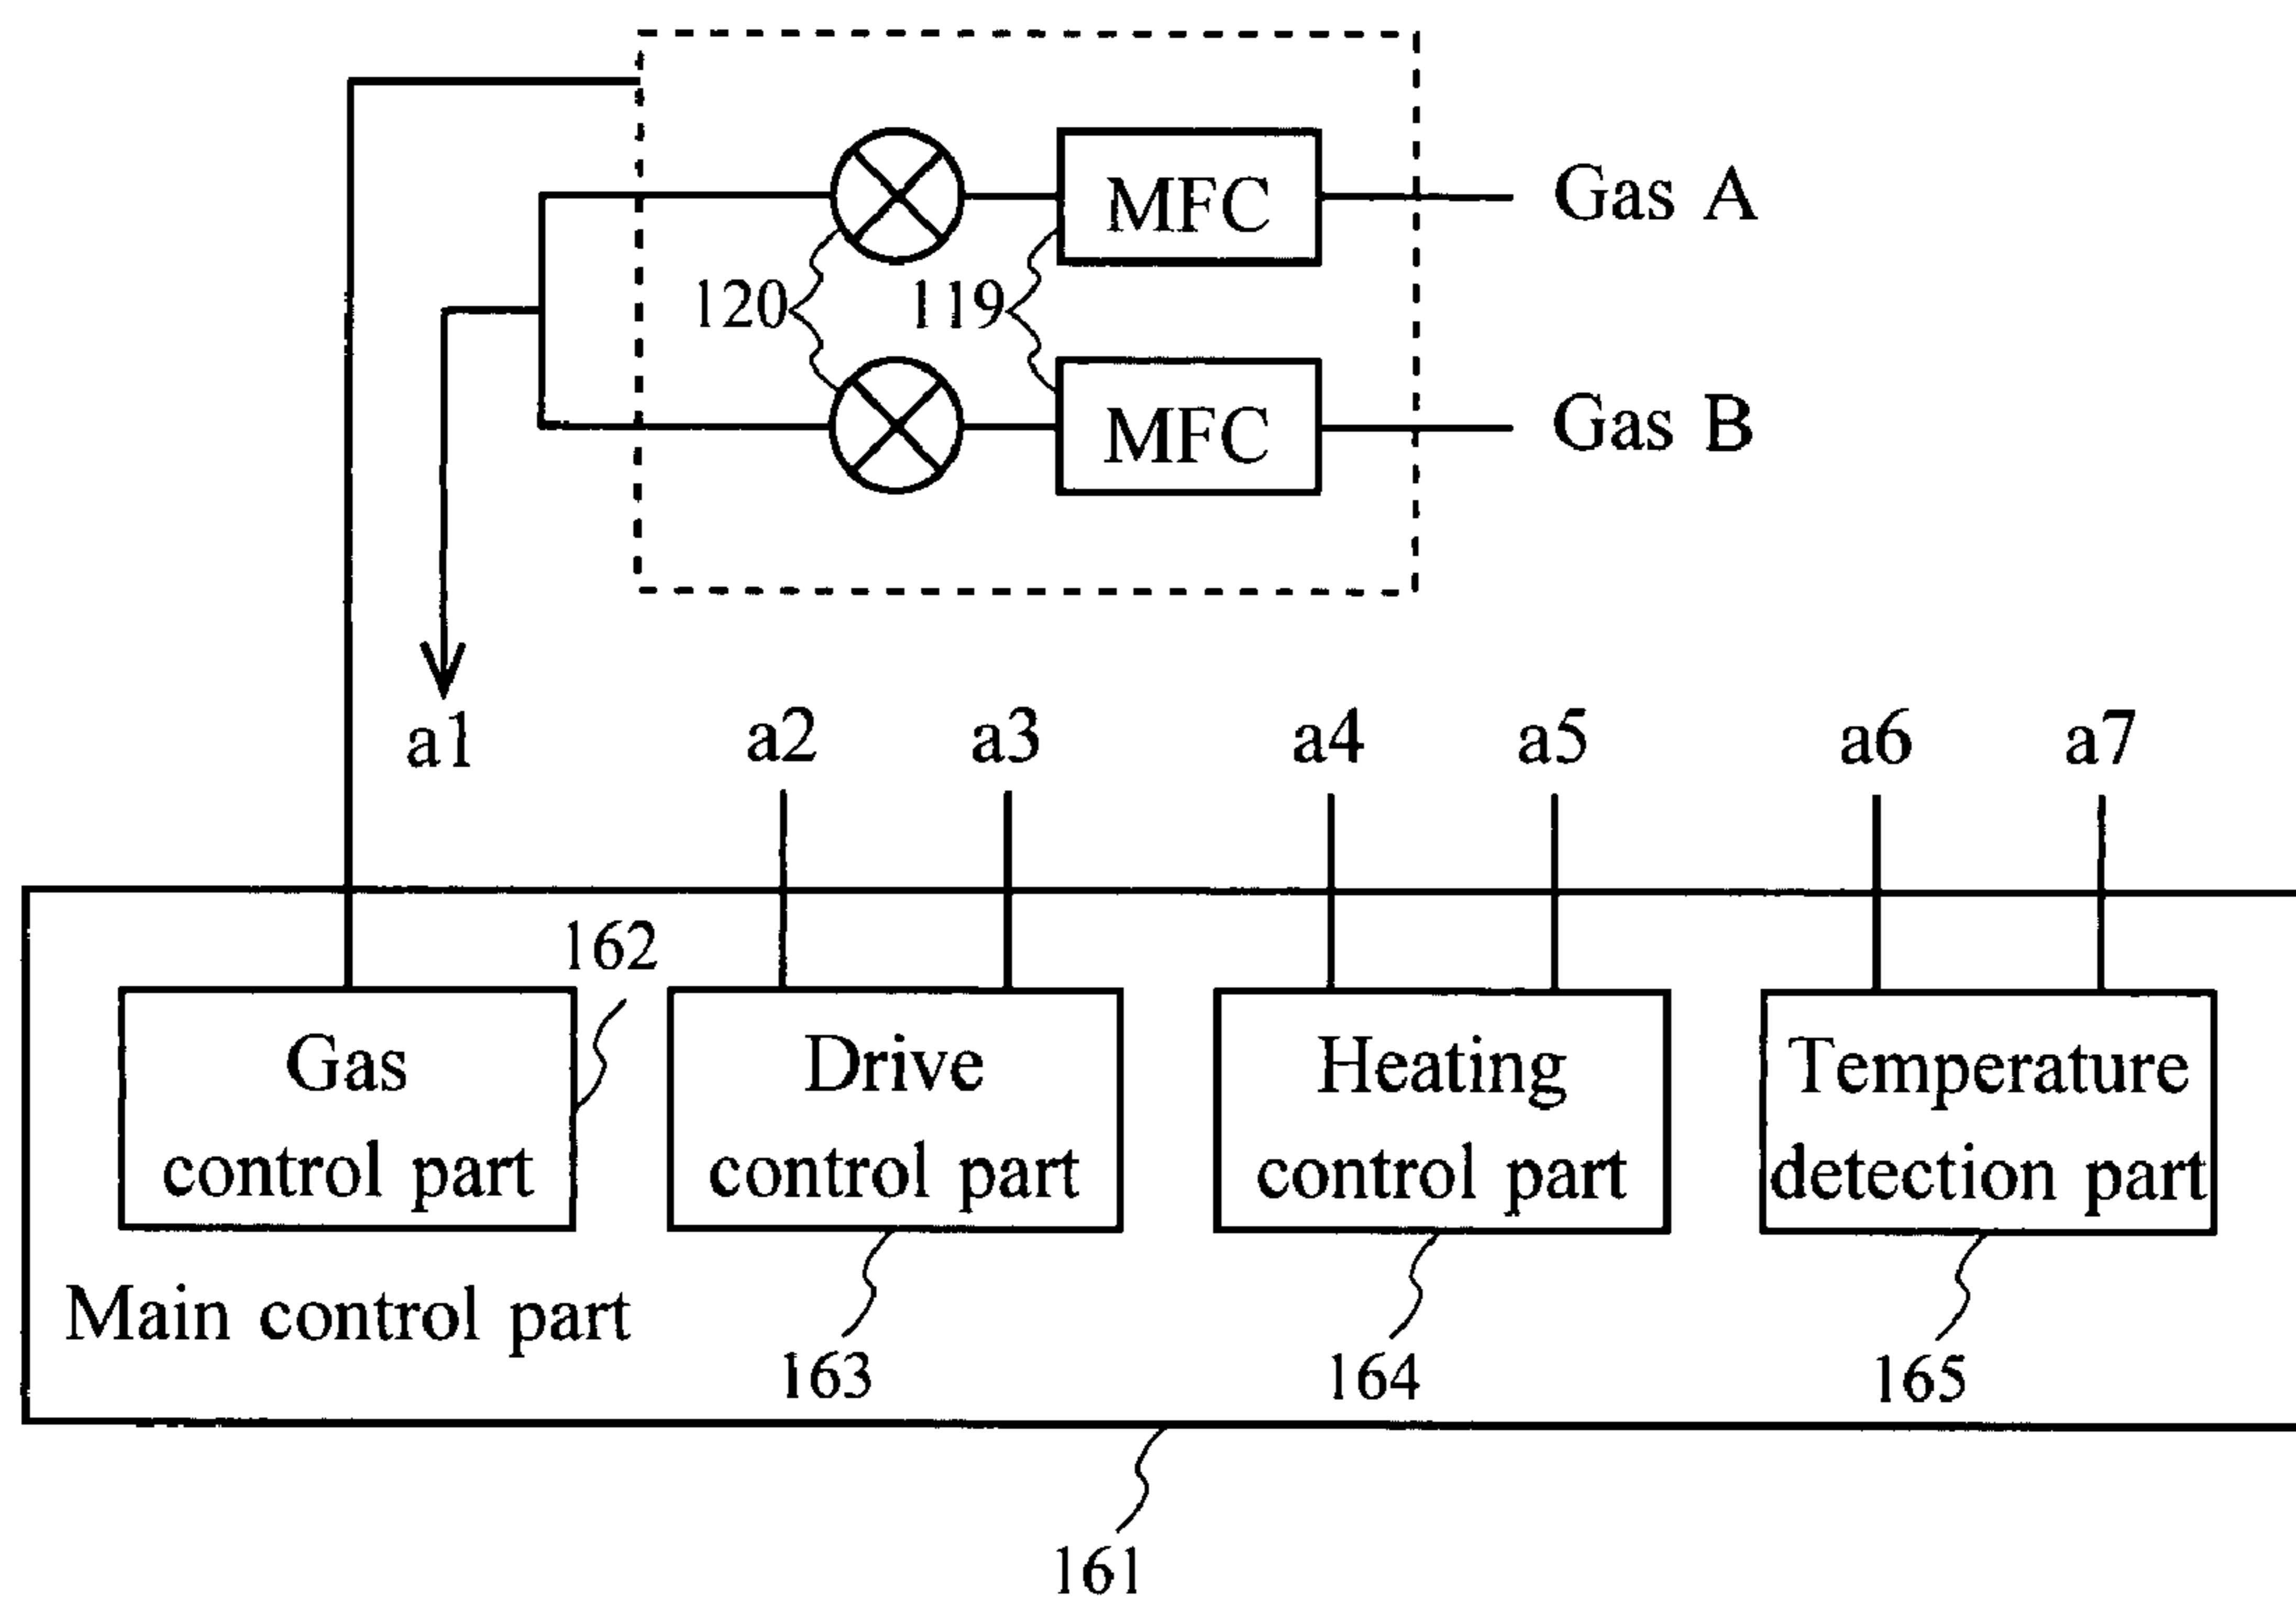 MFC Gas A
120 119
MFC Gas B
a1 a2 a3 a4 a5 a6 a7
162
Gas
control part
Drive
control part
Heating
control part
Temperature
detection part
Main control part
163 164 165
161